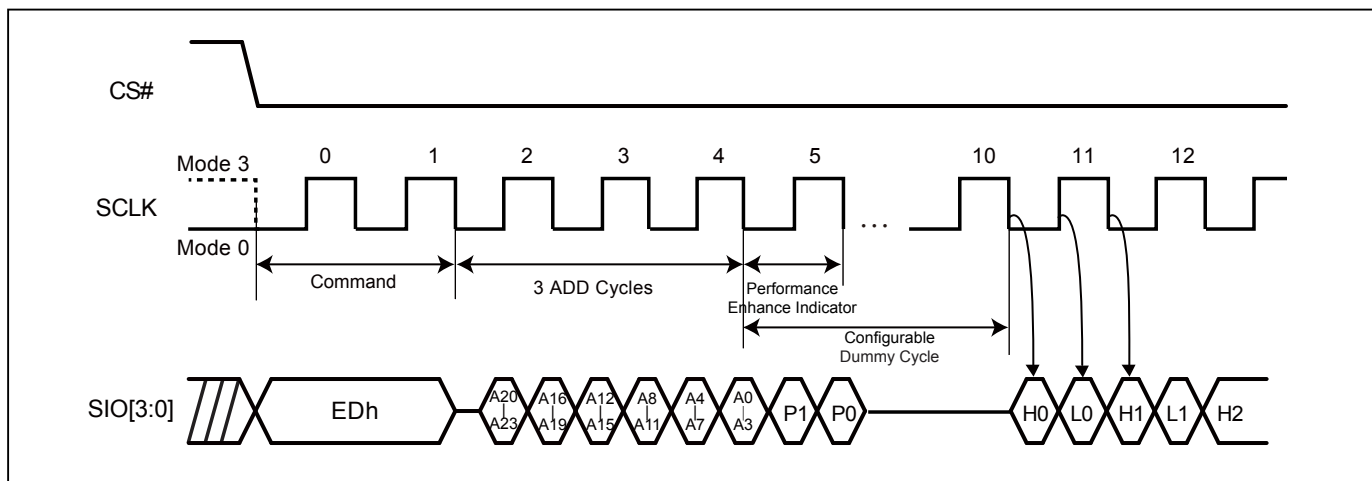 CS#
Mode 3
0 1 2 3 4 5 10 11 12
SCLK
...
Mode 0
Command
3 ADD Cycles
Performance
Enhance Indicator
Configurable
Dummy Cycle
SIO[3:0]
EDh
A20 | A23
A16 | A19
A12 | A15
A8 | A11
A4 | A7
A0 | A3
P1
P0
H0
L0
H1
L1
H2